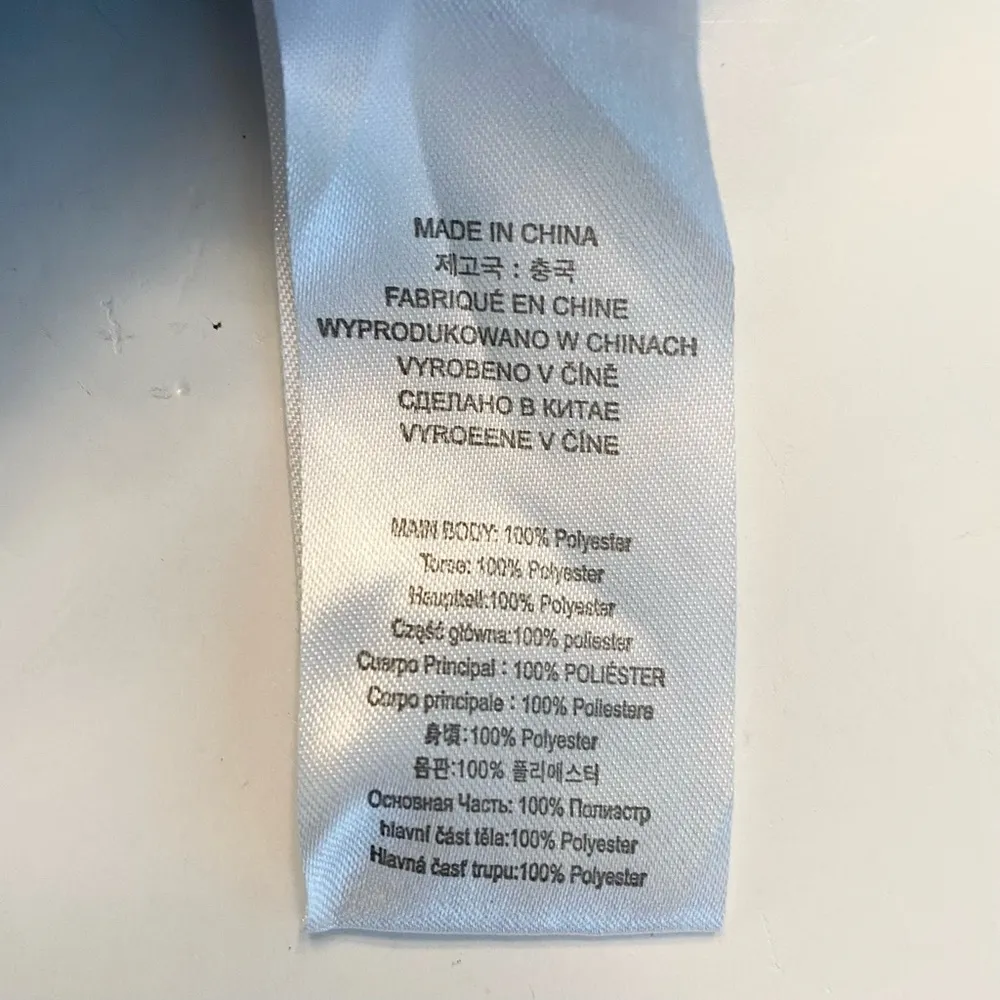 MADE IN CHINA
제고국 : 충국
FABRIQUÉ EN CHINE
WYPRODUKOWANO W CHINACH
VYROBENO V ČÍNĚ
СДЕЛАНО В КИТАЕ
VYROEENE V ČÍNE
MAIN BODY: 100% Polyester
Torse: 100% Polyester
Hauptteil:100% Polyester
Część główna:100% poliester
Cuerpo Principal : 100% POLIÉSTER
Corpo principale : 100% Poliestere
身頃:100% Polyester
몸판:100% 폴리에스터
Основная Часть: 100% Полиэстр
hlavní část těla:100% Polyester
Hlavná časť trupu:100% Polyester